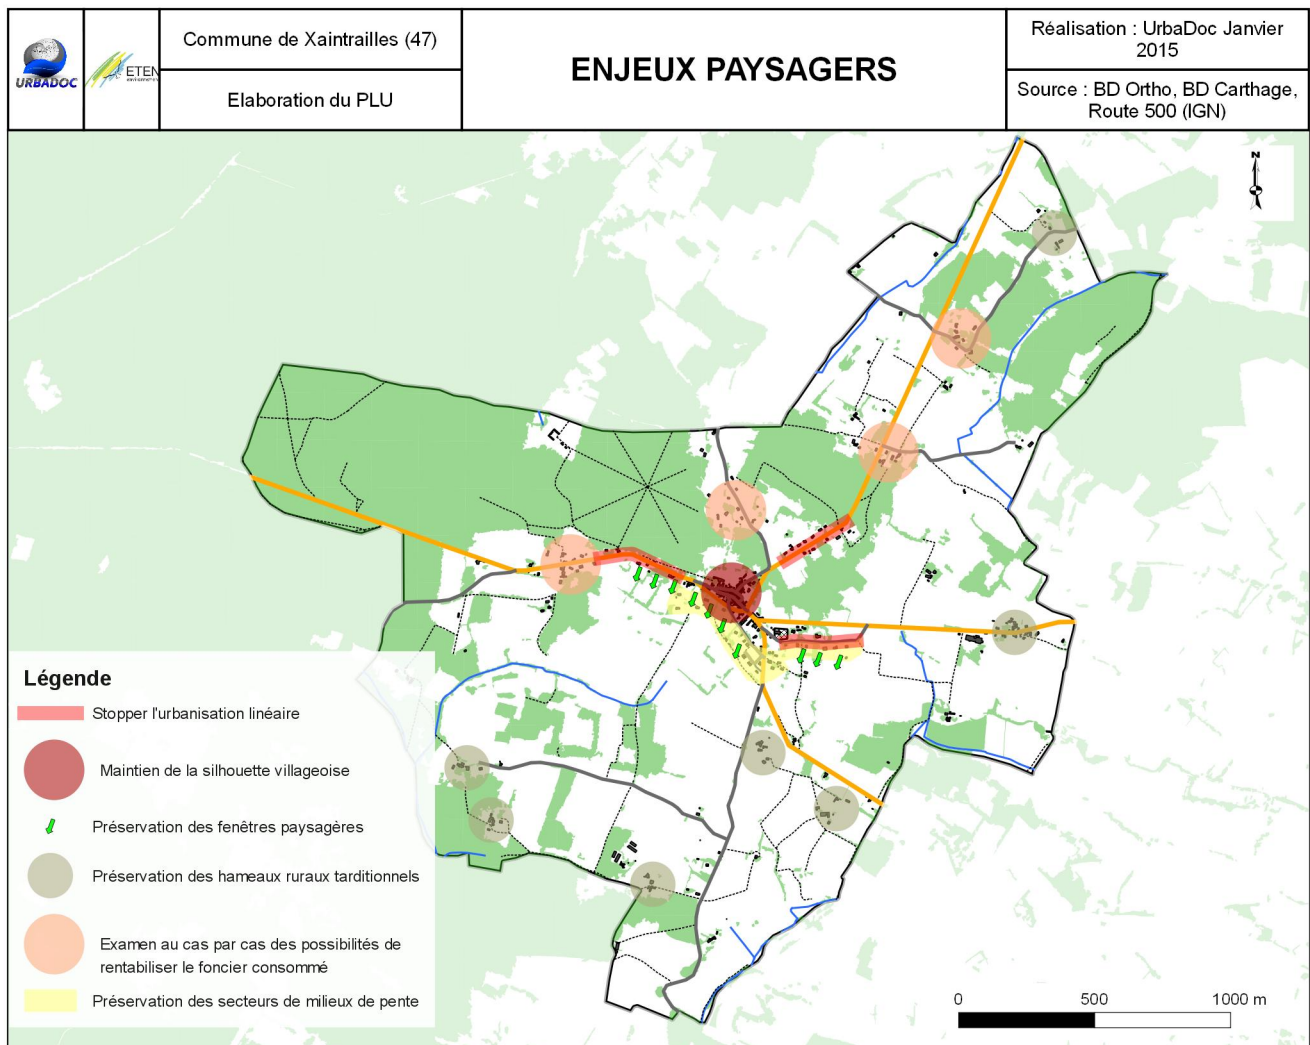 URBADOC
ETEN
Commune de Xaintrailles (47)
Elaboration du PLU
ENJEUX PAYSAGERS
Réalisation : UrbaDoc Janvier
2015
Source : BD Ortho, BD Carthage,
Route 500 (IGN)
N
Légende
Stopper l'urbanisation linéaire
Maintien de la silhouette villageoise
Préservation des fenêtres paysagères
Préservation des hameaux ruraux tarditionnels
Examen au cas par cas des possibilités de
rentabiliser le foncier consommé
Préservation des secteurs de milieux de pente
0 500 1000 m